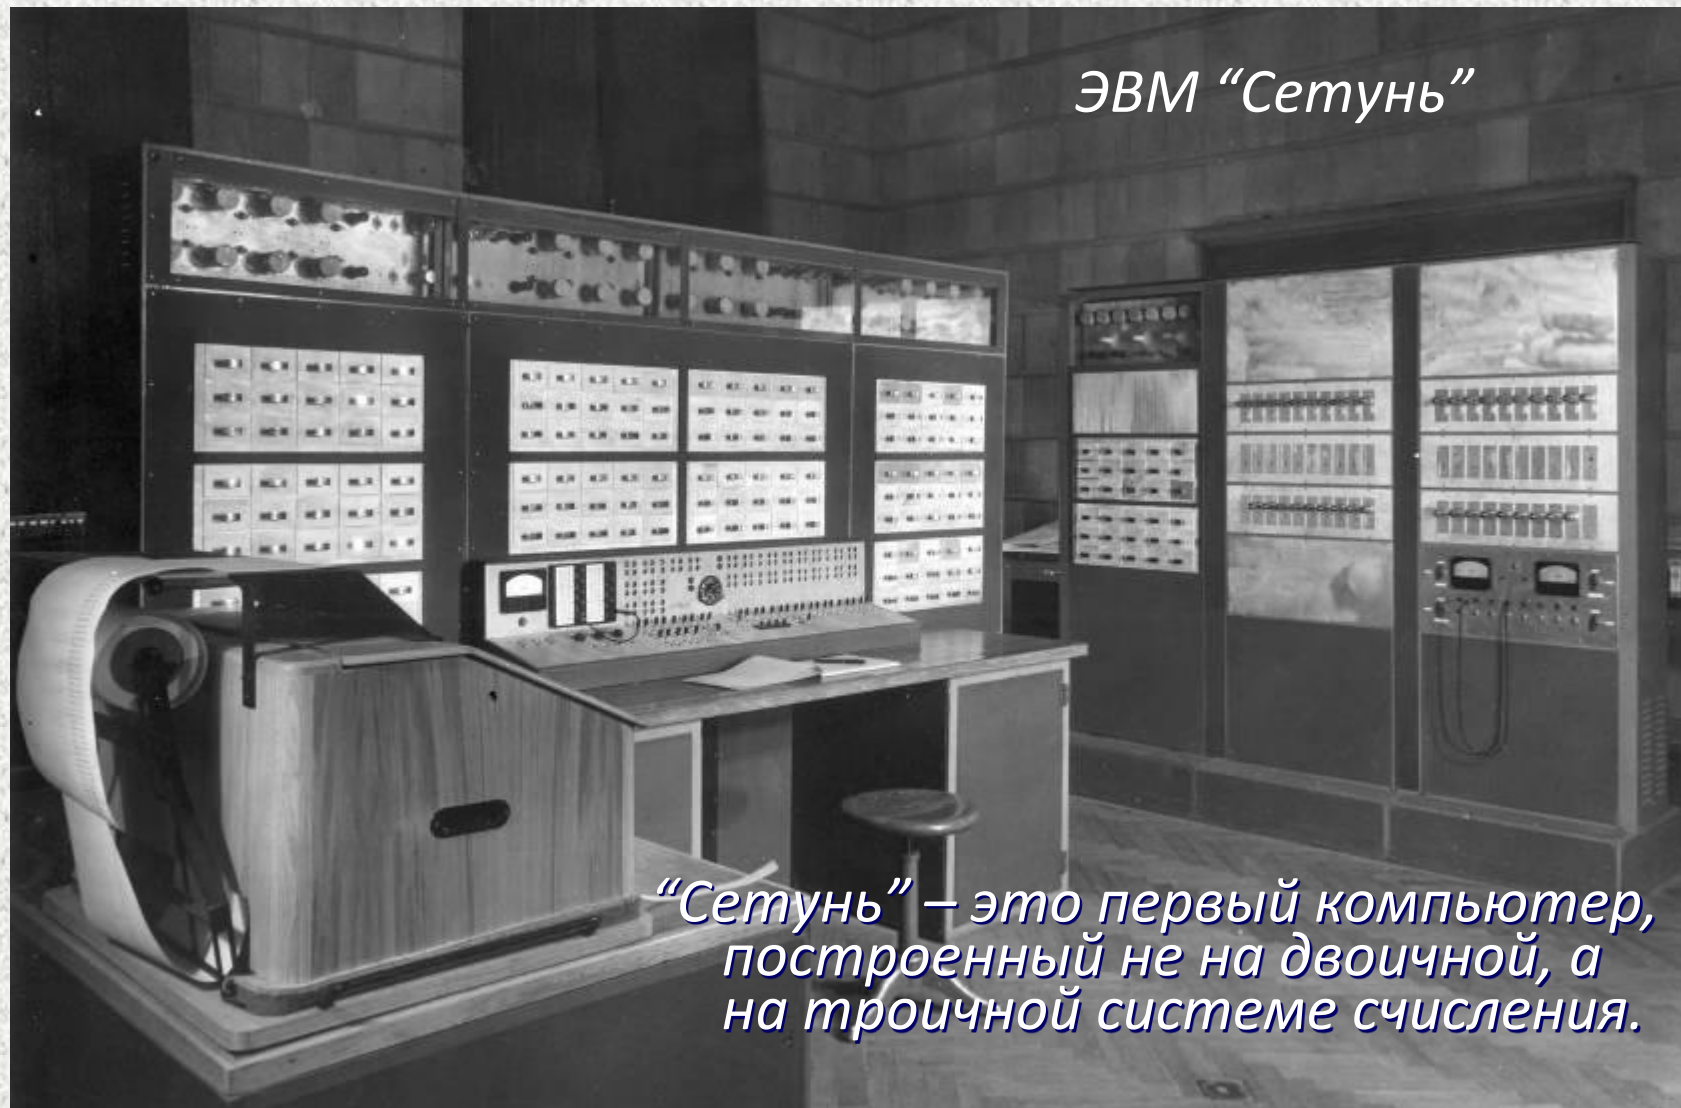 ЭВМ “Сетунь”
“Сетунь” – это первый компьютер,
построенный не на двоичной, а
на троичной системе счисления.